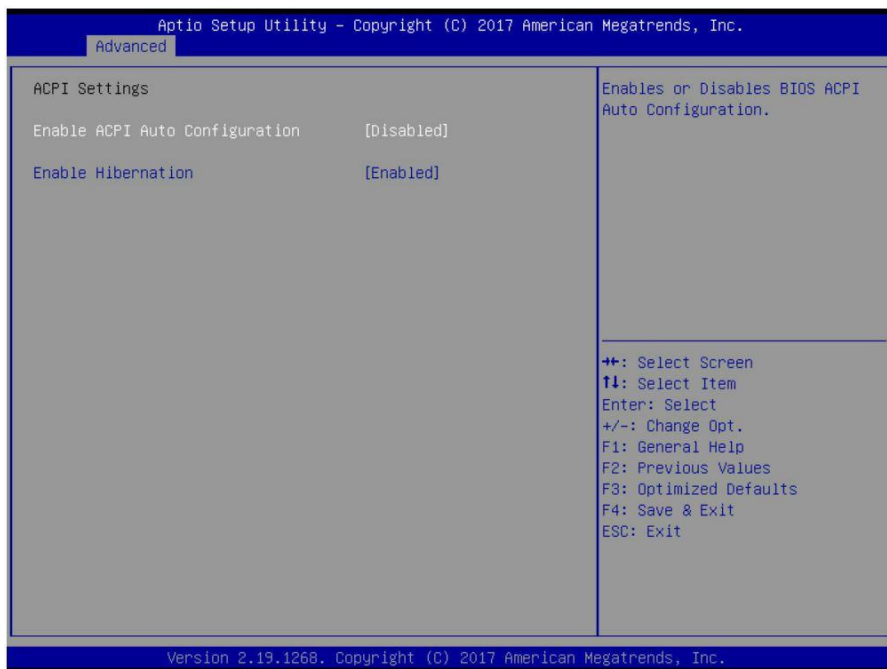 Aptio Setup Utility – Copyright (C) 2017 American Megatrends, Inc.
Advanced
ACPI Settings
Enable ACPI Auto Configuration [Disabled]
Enable Hibernation [Enabled]
Enables or Disables BIOS ACPI
Auto Configuration.
→←: Select Screen
↑↓: Select Item
Enter: Select
+/-: Change Opt.
F1: General Help
F2: Previous Values
F3: Optimized Defaults
F4: Save & Exit
ESC: Exit
Version 2.19.1268. Copyright (C) 2017 American Megatrends, Inc.